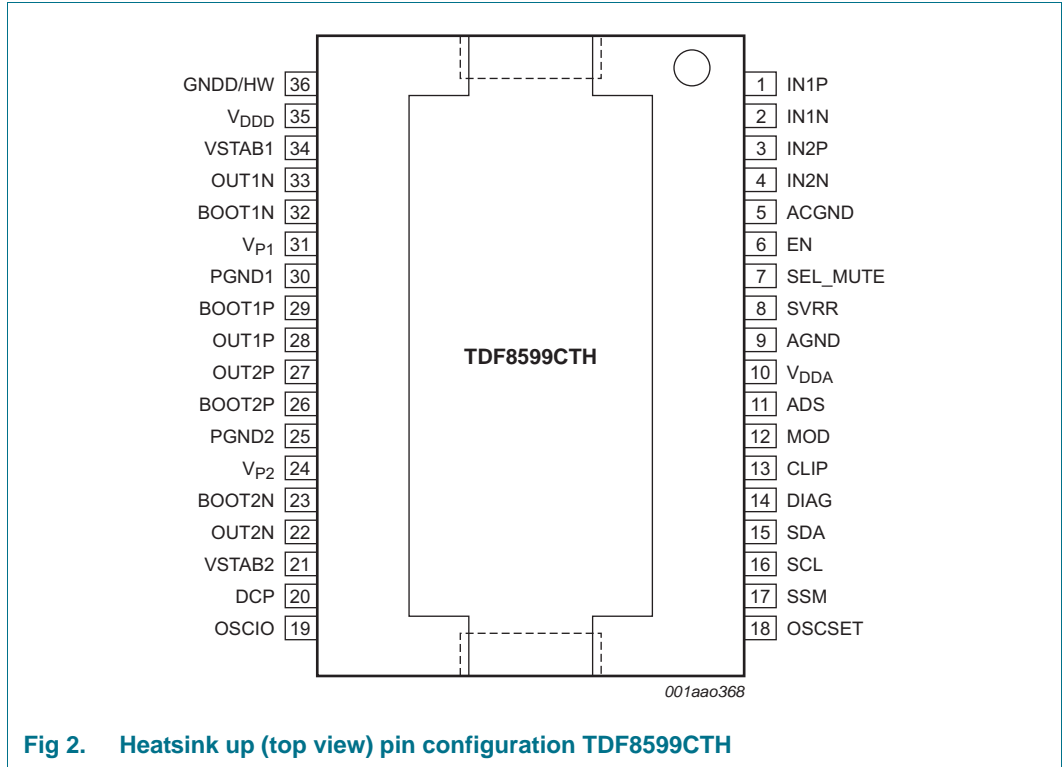 GNDD/HW 36
VDDD 35
VSTAB1 34
OUT1N 33
BOOT1N 32
VP1 31
PGND1 30
BOOT1P 29
OUT1P 28
OUT2P 27
BOOT2P 26
PGND2 25
VP2 24
BOOT2N 23
OUT2N 22
VSTAB2 21
DCP 20
OSCIO 19
TDF8599CTH
1 IN1P
2 IN1N
3 IN2P
4 IN2N
5 ACGND
6 EN
7 SEL_MUTE
8 SVRR
9 AGND
10 VDDA
11 ADS
12 MOD
13 CLIP
14 DIAG
15 SDA
16 SCL
17 SSM
18 OSCSET
001aao368
Fig 2. Heatsink up (top view) pin configuration TDF8599CTH